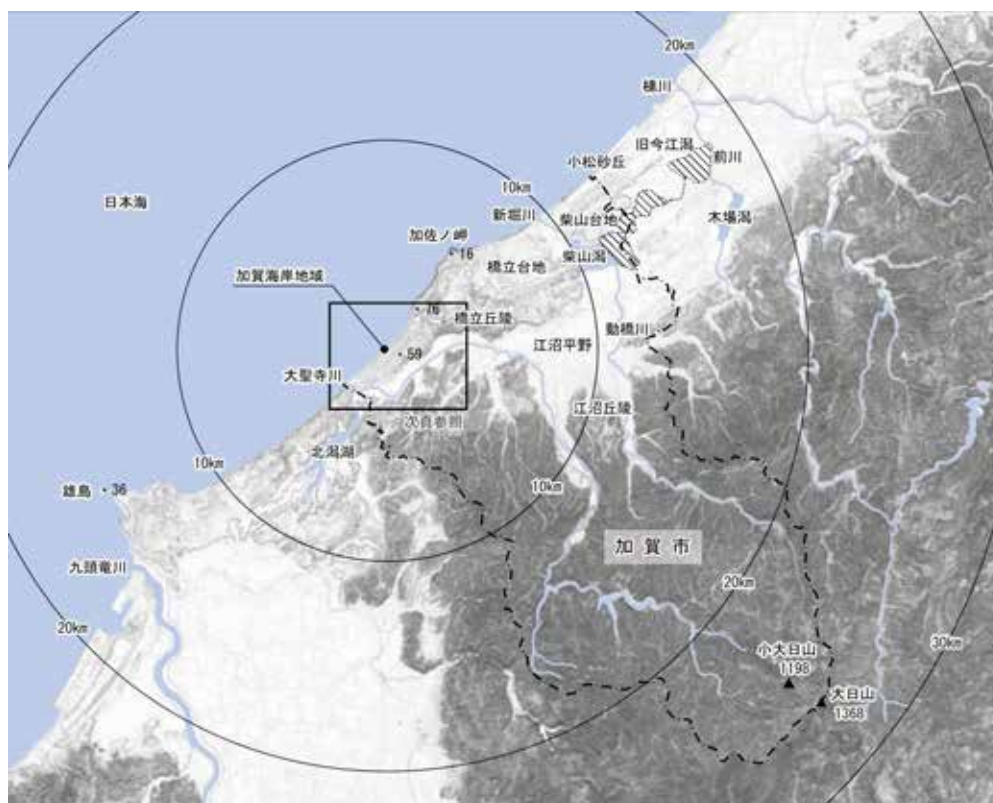 20km
梯川
旧今江潟
前川
小松砂丘
10km
日本海
新堀川
柴山台地
木場潟
加佐ノ岬
16
柴山潟
橋立台地
加賀海岸地域
76
橋立丘陵
動橋川
59
江沼平野
大聖寺川
次頁参照
江沼丘陵
北潟湖
10km
10km
雄島
36
加賀市
九頭竜川
20km
20km
30km
小大日山
1198
大日山
1368